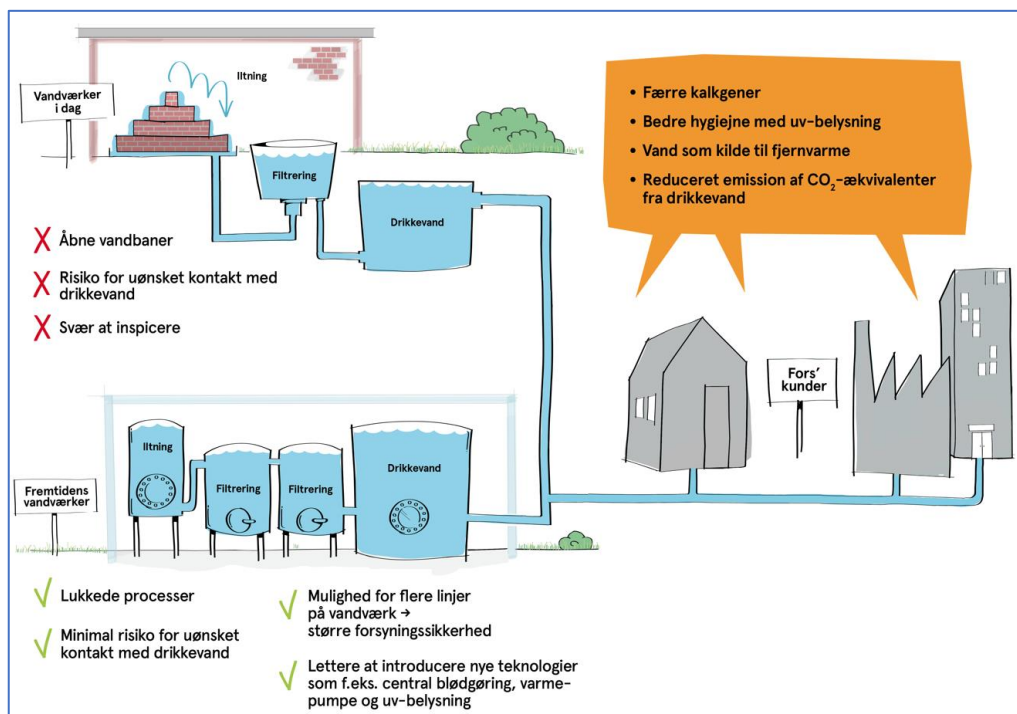 Vandværker
i dag
Iltning
Filtrering
Drikkevand
X Åbne vandbaner
X Risiko for uønsket kontakt med
drikkevand
X Svær at inspicere
• Færre kalkgener
• Bedre hygiejne med uv-belysning
• Vand som kilde til fjernvarme
• Reduceret emission af CO₂-ækvivalenter
fra drikkevand
Fors’
kunder
Fremtidens
vandværker
Iltning
Filtrering
Filtrering
Drikkevand
✓ Lukkede processer
✓ Minimal risiko for uønsket
kontakt med drikkevand
✓ Mulighed for flere linjer
på vandværk →
større forsyningssikkerhed
✓ Lettere at introducere nye teknologier
som f.eks. central blødgøring, varme-
pumpe og uv-belysning